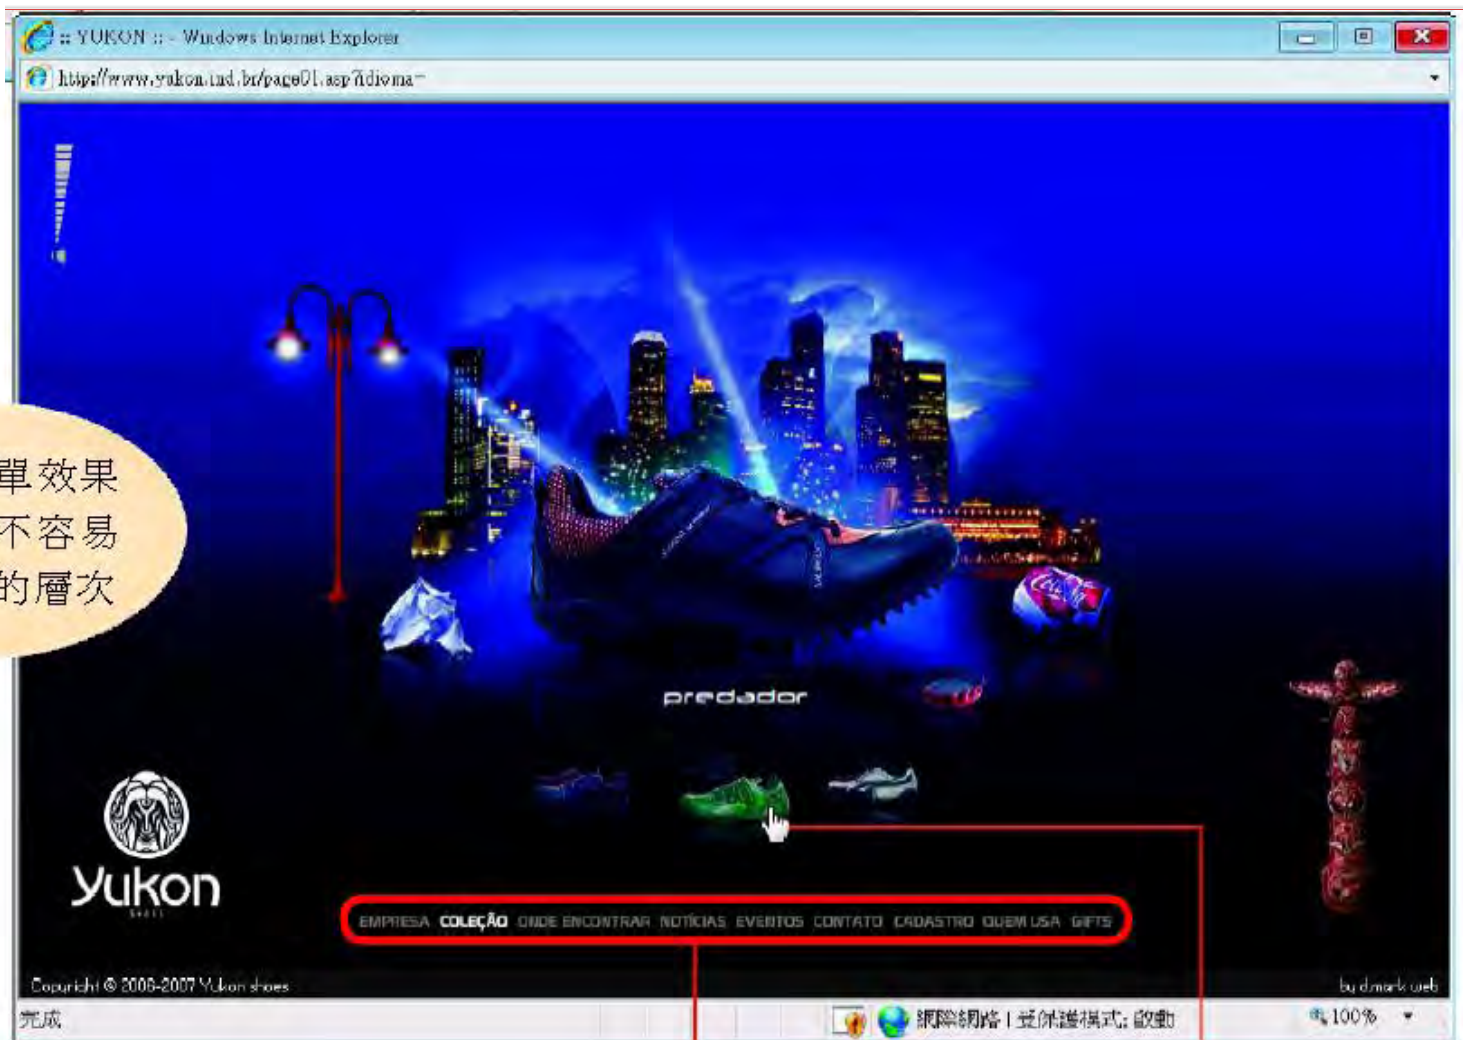 :: YUKON :: - Windows Internet Explorer
http://www.yukon.ind.br/page01.asp?idioma=
單效果
不容易
的層次
predador
Yukon
EMPRESA COLEÇÃO ONDE ENCONTRAR NOTÍCIAS EVENTOS CONTATO CADASTRO QUEM USA GIFTS
Copyright © 2006-2007 Yukon shoes
by d.mark web
完成
網際網路 | 受保護模式: 啟動
100%